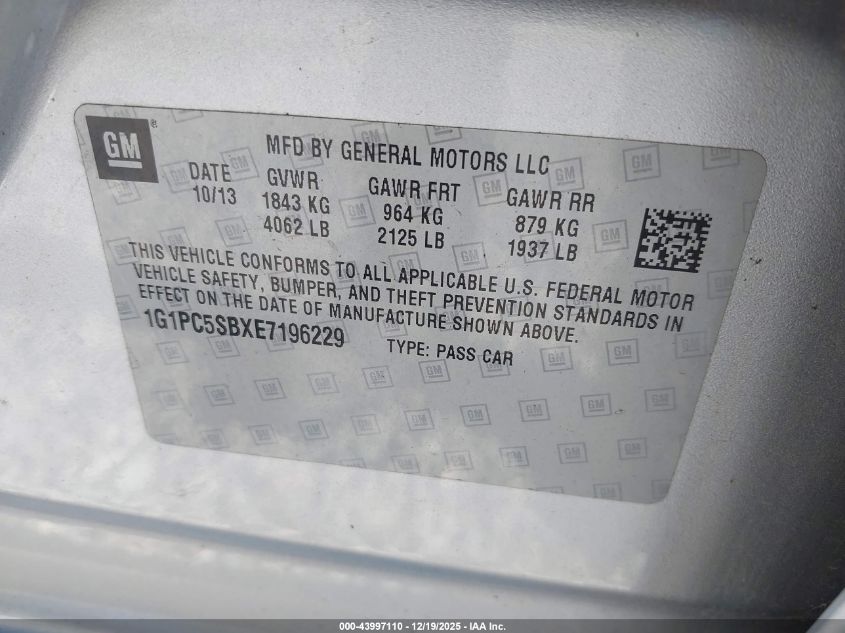 GM ®
MFD BY GENERAL MOTORS LLC
DATE GVWR GAWR FRT GAWR RR
10/13 1843 KG 964 KG 879 KG
4062 LB 2125 LB 1937 LB
THIS VEHICLE CONFORMS TO ALL APPLICABLE U.S. FEDERAL MOTOR
VEHICLE SAFETY, BUMPER, AND THEFT PREVENTION STANDARDS IN
EFFECT ON THE DATE OF MANUFACTURE SHOWN ABOVE.
1G1PC5SBXE7196229 TYPE: PASS CAR
000-43997110 - 12/19/2025 - IAA Inc.